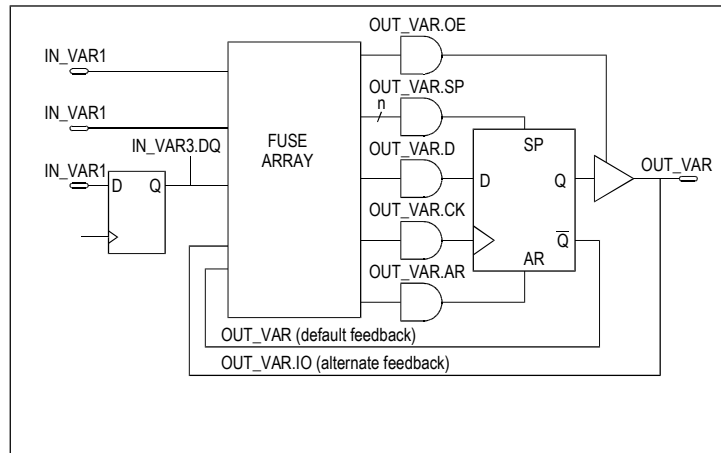 OUT_VAR.OE
IN_VAR1
OUT_VAR.SP
n
IN_VAR1
FUSE
ARRAY
IN_VAR3.DQ
OUT_VAR.D
SP
IN_VAR1
D Q
D Q
OUT_VAR
OUT_VAR.CK
Q
AR
OUT_VAR.AR
OUT_VAR (default feedback)
OUT_VAR.IO (alternate feedback)